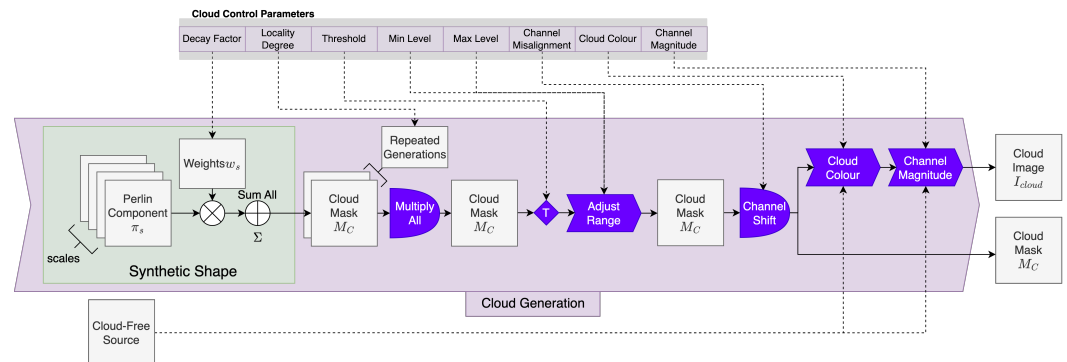 Cloud Control Parameters
Decay Factor
Locality
Degree
Threshold
Min Level
Max Level
Channel
Misalignment
Cloud Colour
Channel
Magnitude
Repeated
Generations
Weights w_s
Sum All
Perlin
Component
π_s
Σ
scales
Synthetic Shape
Cloud
Mask
M_C
Multiply
All
Cloud
Mask
M_C
T
Adjust
Range
Cloud
Mask
M_C
Channel
Shift
Cloud
Colour
Channel
Magnitude
Cloud
Image
I_cloud
Cloud
Mask
M_C
Cloud Generation
Cloud-Free
Source